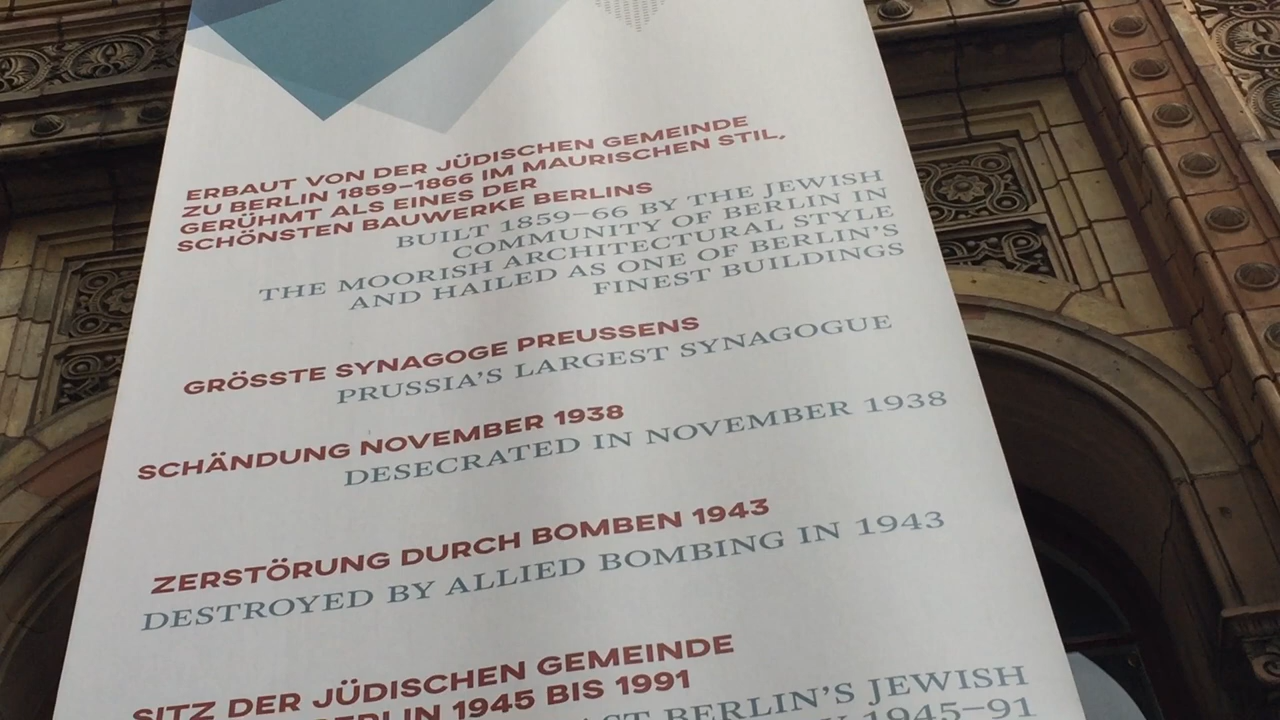 ERBAUT VON DER JÜDISCHEN GEMEINDE
ZU BERLIN 1859–1866 IM MAURISCHEN STIL,
GERÜHMT ALS EINES DER
SCHÖNSTEN BAUWERKE BERLINS
BUILT 1859–66 BY THE JEWISH
COMMUNITY OF BERLIN IN
THE MOORISH ARCHITECTURAL STYLE
AND HAILED AS ONE OF BERLIN'S
FINEST BUILDINGS
GRÖSSTE SYNAGOGE PREUSSENS
PRUSSIA'S LARGEST SYNAGOGUE
SCHÄNDUNG NOVEMBER 1938
DESECRATED IN NOVEMBER 1938
ZERSTÖRUNG DURCH BOMBEN 1943
DESTROYED BY ALLIED BOMBING IN 1943
SITZ DER JÜDISCHEN GEMEINDE
BERLIN 1945 BIS 1991
BERLIN'S JEWISH
1945–91